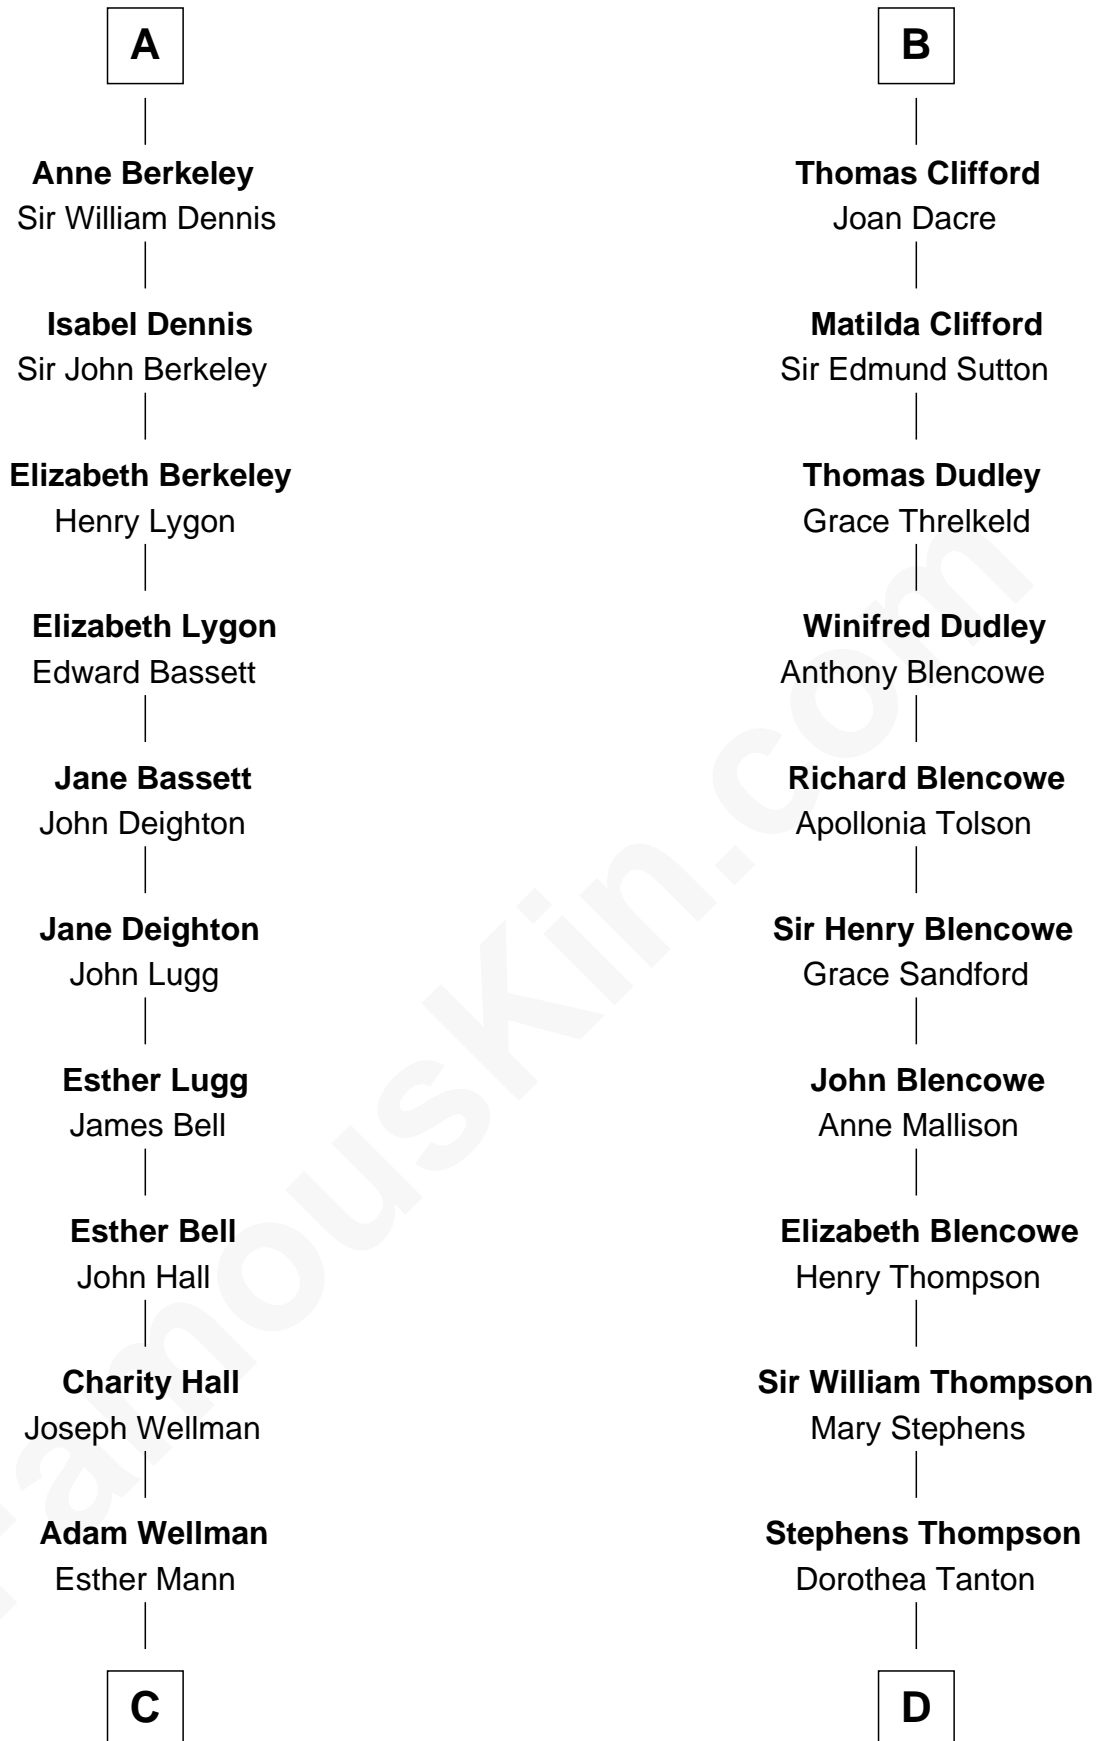 A
Anne Berkeley
Sir William Dennis
Isabel Dennis
Sir John Berkeley
Elizabeth Berkeley
Henry Lygon
Elizabeth Lygon
Edward Bassett
Jane Bassett
John Deighton
Jane Deighton
John Lugg
Esther Lugg
James Bell
Esther Bell
John Hall
Charity Hall
Joseph Wellman
Adam Wellman
Esther Mann
C
B
Thomas Clifford
Joan Dacre
Matilda Clifford
Sir Edmund Sutton
Thomas Dudley
Grace Threlkeld
Winifred Dudley
Anthony Blencowe
Richard Blencowe
Apollonia Tolson
Sir Henry Blencowe
Grace Sandford
John Blencowe
Anne Mallison
Elizabeth Blencowe
Henry Thompson
Sir William Thompson
Mary Stephens
Stephens Thompson
Dorothea Tanton
D
FamousKin.com